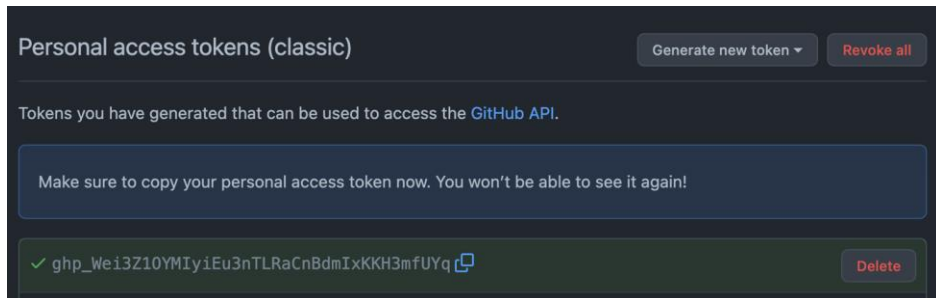 Personal access tokens (classic)
Generate new token
Revoke all
Tokens you have generated that can be used to access the GitHub API.
Make sure to copy your personal access token now. You won't be able to see it again!
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
Delete